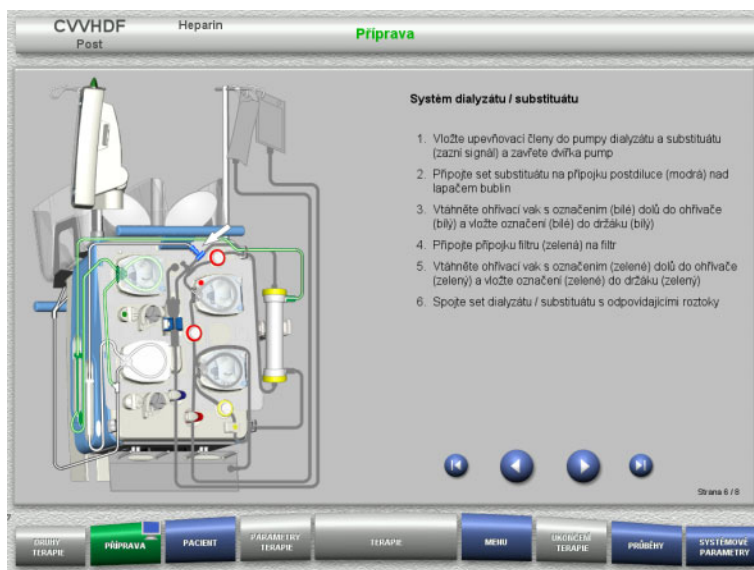 CVVHDF
Heparin
Post
Příprava
Systém dialyzátu / substituátu
1. Vložte upevňovací členy do pumpy dialyzátu a substituátu
(zazní signál) a zavřete dvířka pump
2. Připojte set substituátu na přípojku postdiluce (modrá) nad
lapačem bublin
3. Vtáhněte ohřívací vak s označením (bílé) dolů do ohřívače
(bílý) a vložte označení (bílé) do držáku (bílý)
4. Připojte přípojku filtru (zelená) na filtr
5. Vtáhněte ohřívací vak s označením (zelené) dolů do ohřívače
(zelený) a vložte označení (zelené) do držáku (zelený)
6. Spojte set dialyzátu / substituátu s odpovídajícími roztoky
Strana 6 / 8
DRUHY
TERAPIE
PŘÍPRAVA
PACIENT
PARAMETRY
TERAPIE
TERAPIE
MENU
UKONČENÍ
TERAPIE
PRŮBĚHY
SYSTÉMOVÉ
PARAMETRY